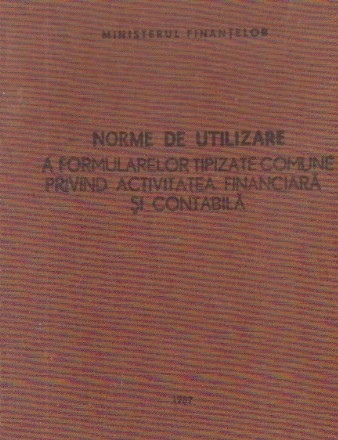 MINISTERUL FINANȚELOR
NORME DE UTILIZARE
A FORMULARELOR TIPIZATE COMUNE
PRIVIND ACTIVITATEA FINANCIARĂ
ȘI CONTABILĂ
1987